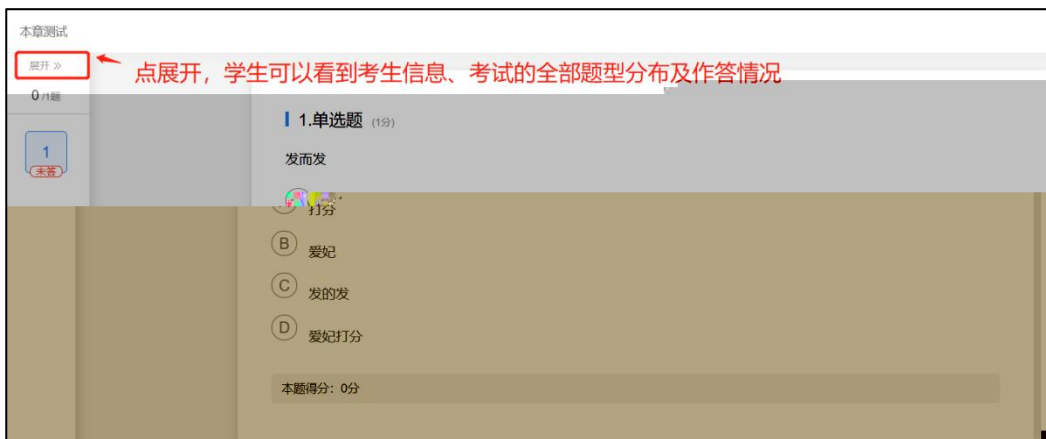 本章测试
展开 »
点展开，学生可以看到考生信息、考试的全部题型分布及作答情况
0 /1题
1.单选题 (1分)
1
未答
发而发
打分
B 爱妃
C 发的发
D 爱妃打分
本题得分：0分